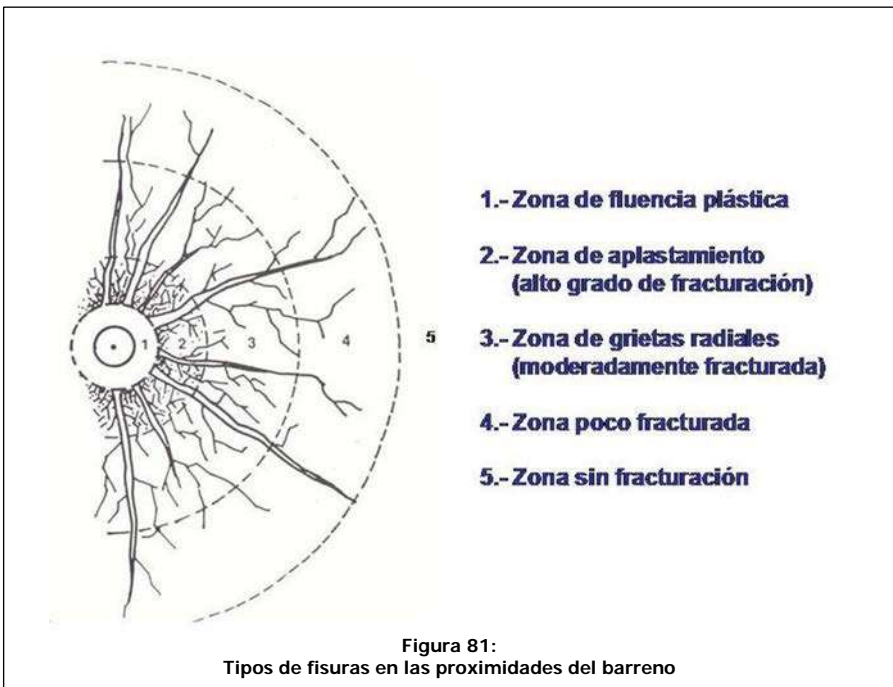 1
2
3
4
5
1.- Zona de fluencia plástica
2.- Zona de aplastamiento
(alto grado de fracturación)
3.- Zona de grietas radiales
(moderadamente fracturada)
4.- Zona poco fracturada
5.- Zona sin fracturación
Figura 81:
Tipos de fisuras en las proximidades del barreno